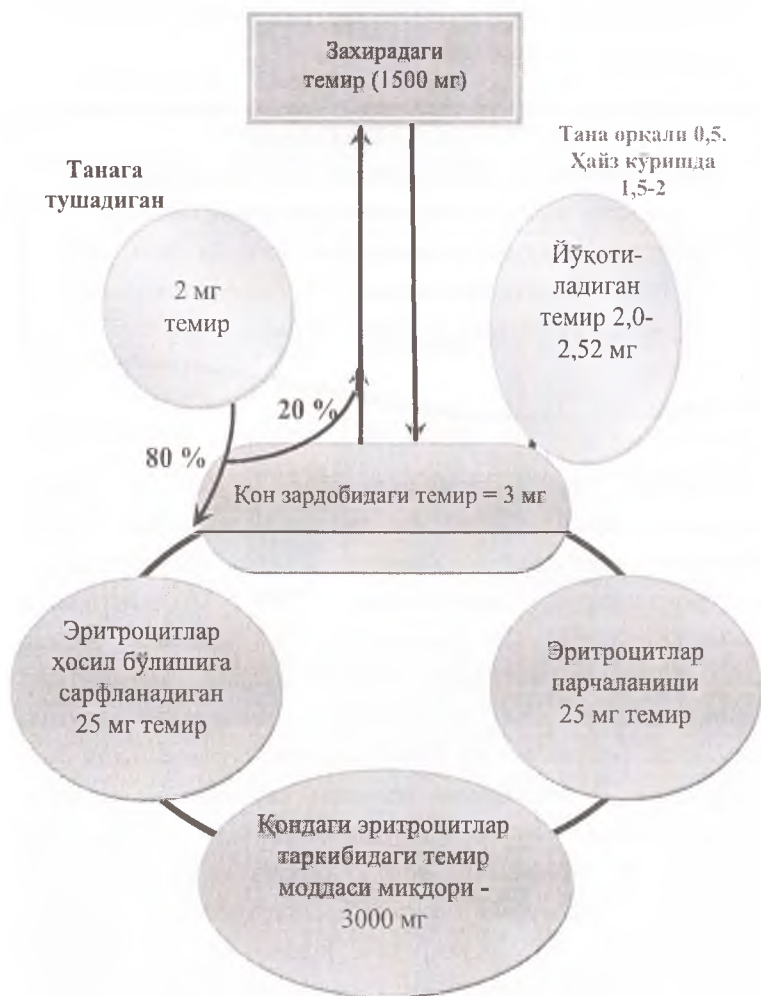 Захирадаги
темир (1500 мг)
Тана орқали 0,5.
Ҳайз кўришда
1,5-2
Танага
тушадиган
2 мг
темир
Йўқоти-
ладиган
темир 2,0-
2,52 мг
20 %
80 %
Қон зардобидаги темир = 3 мг
Эритроцитлар
ҳосил бўлишига
сарфланадиган
25 мг темир
Эритроцитлар
парчаланиши
25 мг темир
Қондаги эритроцитлар
таркибидаги темир
моддаси миқдори -
3000 мг